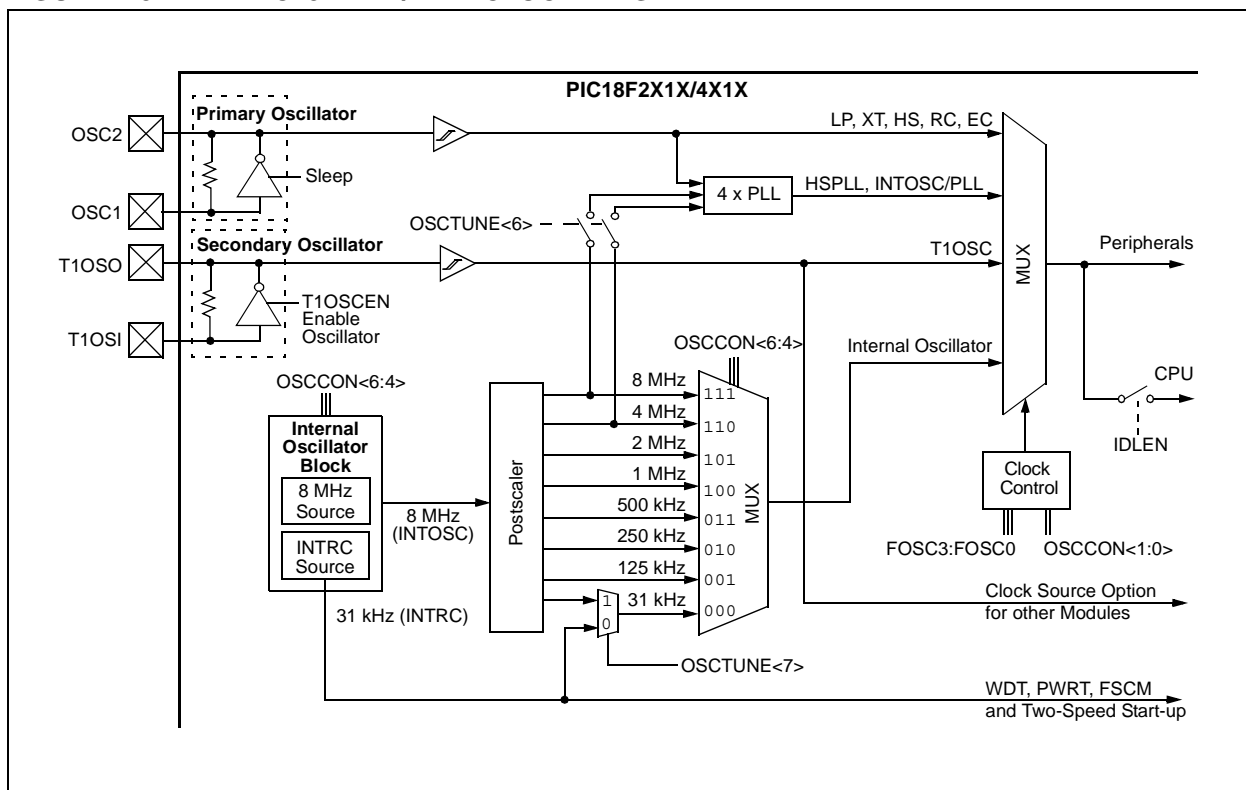 PIC18F2X1X/4X1X
Primary Oscillator
LP, XT, HS, RC, EC
OSC2
Sleep
4 x PLL
HSPLL, INTOSC/PLL
OSC1
OSCTUNE<6>
Secondary Oscillator
T1OSO
T1OSC
Peripherals
MUX
T1OSCEN
Enable
Oscillator
T1OSI
OSCCON<6:4>
Internal Oscillator
OSCCON<6:4>
CPU
IDLEN
Internal
Oscillator
Block
8 MHz
Source
INTRC
Source
8 MHz
(INTOSC)
31 kHz (INTRC)
Postscaler
8 MHz
111
4 MHz
110
2 MHz
101
1 MHz
100
500 kHz
011
250 kHz
010
125 kHz
001
1
0
31 kHz
000
MUX
OSCTUNE<7>
Clock
Control
FOSC3:FOSC0
OSCCON<1:0>
Clock Source Option
for other Modules
WDT, PWRT, FSCM
and Two-Speed Start-up